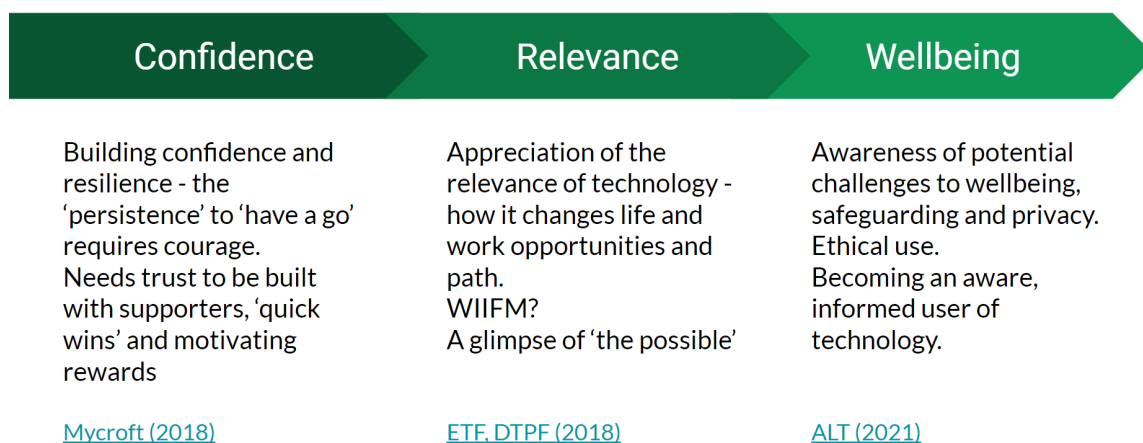 Confidence
Relevance
Wellbeing
Building confidence and
resilience - the
‘persistence’ to ‘have a go’
requires courage.
Needs trust to be built
with supporters, ‘quick
wins’ and motivating
rewards
Mycroft (2018)
Appreciation of the
relevance of technology -
how it changes life and
work opportunities and
path.
WIIFM?
A glimpse of ‘the possible’
ETF, DTPF (2018)
Awareness of potential
challenges to wellbeing,
safeguarding and privacy.
Ethical use.
Becoming an aware,
informed user of
technology.
ALT (2021)